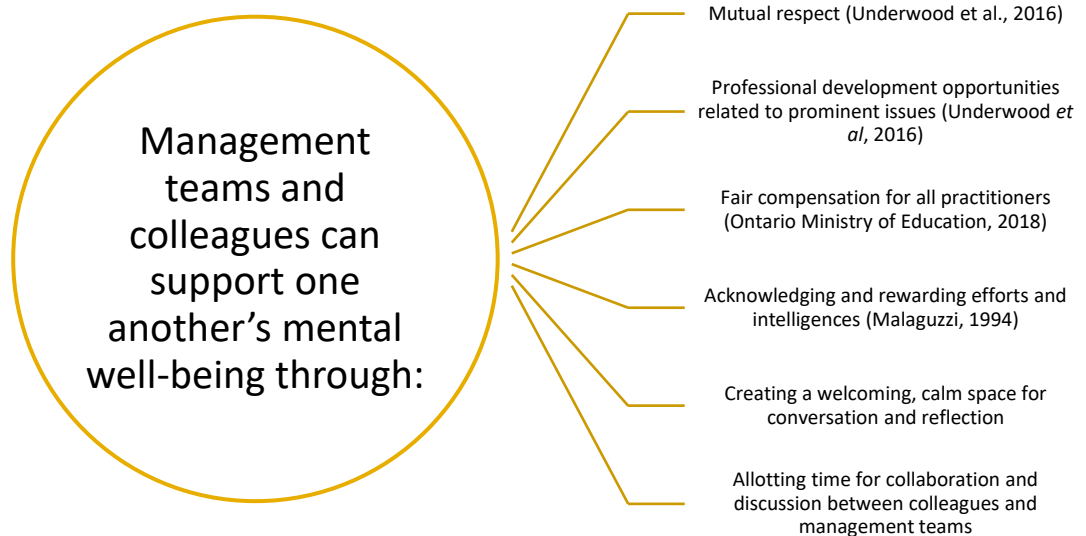 Management
teams and
colleagues can
support one
another’s mental
well-being through:
Mutual respect (Underwood et al., 2016)
Professional development opportunities
related to prominent issues (Underwood et
al, 2016)
Fair compensation for all practitioners
(Ontario Ministry of Education, 2018)
Acknowledging and rewarding efforts and
intelligences (Malaguzzi, 1994)
Creating a welcoming, calm space for
conversation and reflection
Allotting time for collaboration and
discussion between colleagues and
management teams